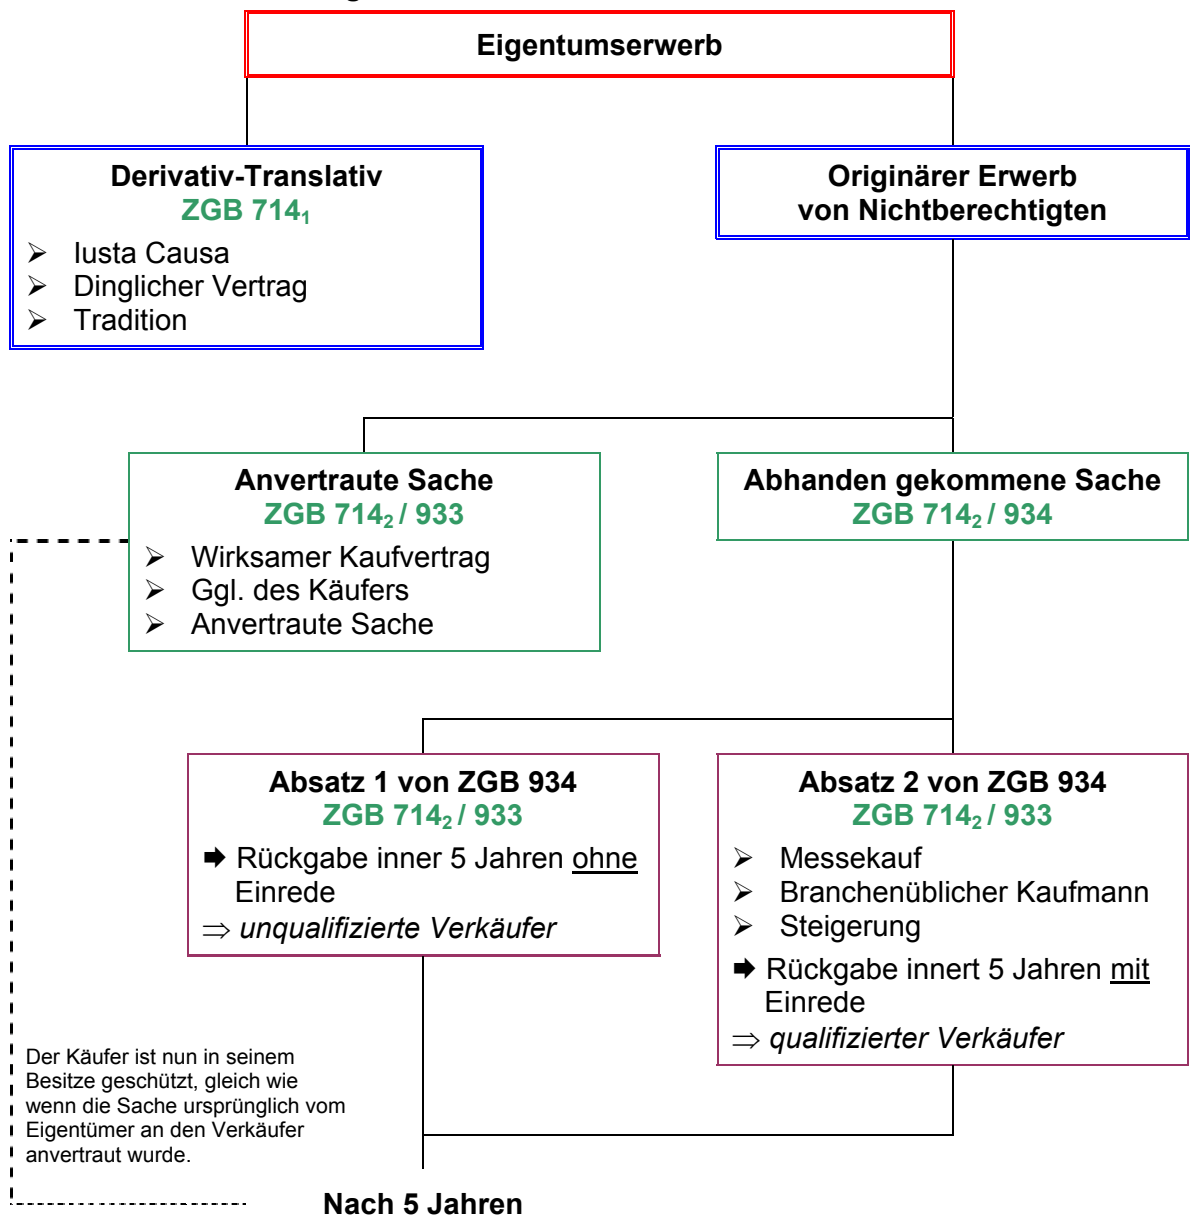 Eigentumserwerb
Derivativ-Translativ
ZGB 714₁
➢ Iusta Causa
➢ Dinglicher Vertrag
➢ Tradition
Originärer Erwerb
von Nichtberechtigten
Anvertraute Sache
ZGB 714₂ / 933
➢ Wirksamer Kaufvertrag
➢ Ggl. des Käufers
➢ Anvertraute Sache
Abhanden gekommene Sache
ZGB 714₂ / 934
Absatz 1 von ZGB 934
ZGB 714₂ / 933
➨ Rückgabe inner 5 Jahren ohne
Einrede
⇒ unqualifizierte Verkäufer
Absatz 2 von ZGB 934
ZGB 714₂ / 933
➢ Messekauf
➢ Branchenüblicher Kaufmann
➢ Steigerung
➨ Rückgabe innert 5 Jahren mit
Einrede
⇒ qualifizierter Verkäufer
Der Käufer ist nun in seinem
Besitze geschützt, gleich wie
wenn die Sache ursprünglich vom
Eigentümer an den Verkäufer
anvertraut wurde.
Nach 5 Jahren